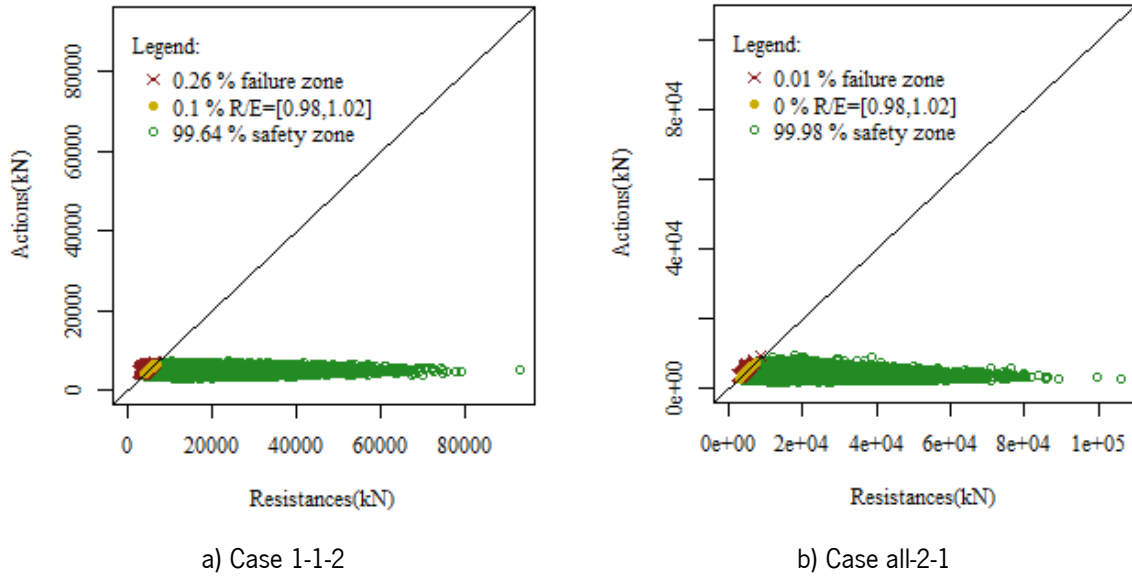 Legend:
0.26 % failure zone
0.1 % R/E=[0.98,1.02]
99.64 % safety zone
Actions(kN)
80000
60000
40000
20000
0
0 20000 40000 60000 80000
Resistances(kN)
a) Case 1-1-2
Legend:
0.01 % failure zone
0 % R/E=[0.98,1.02]
99.98 % safety zone
Actions(kN)
8e+04
4e+04
0e+00
0e+00 2e+04 4e+04 6e+04 8e+04 1e+05
Resistances(kN)
b) Case all-2-1